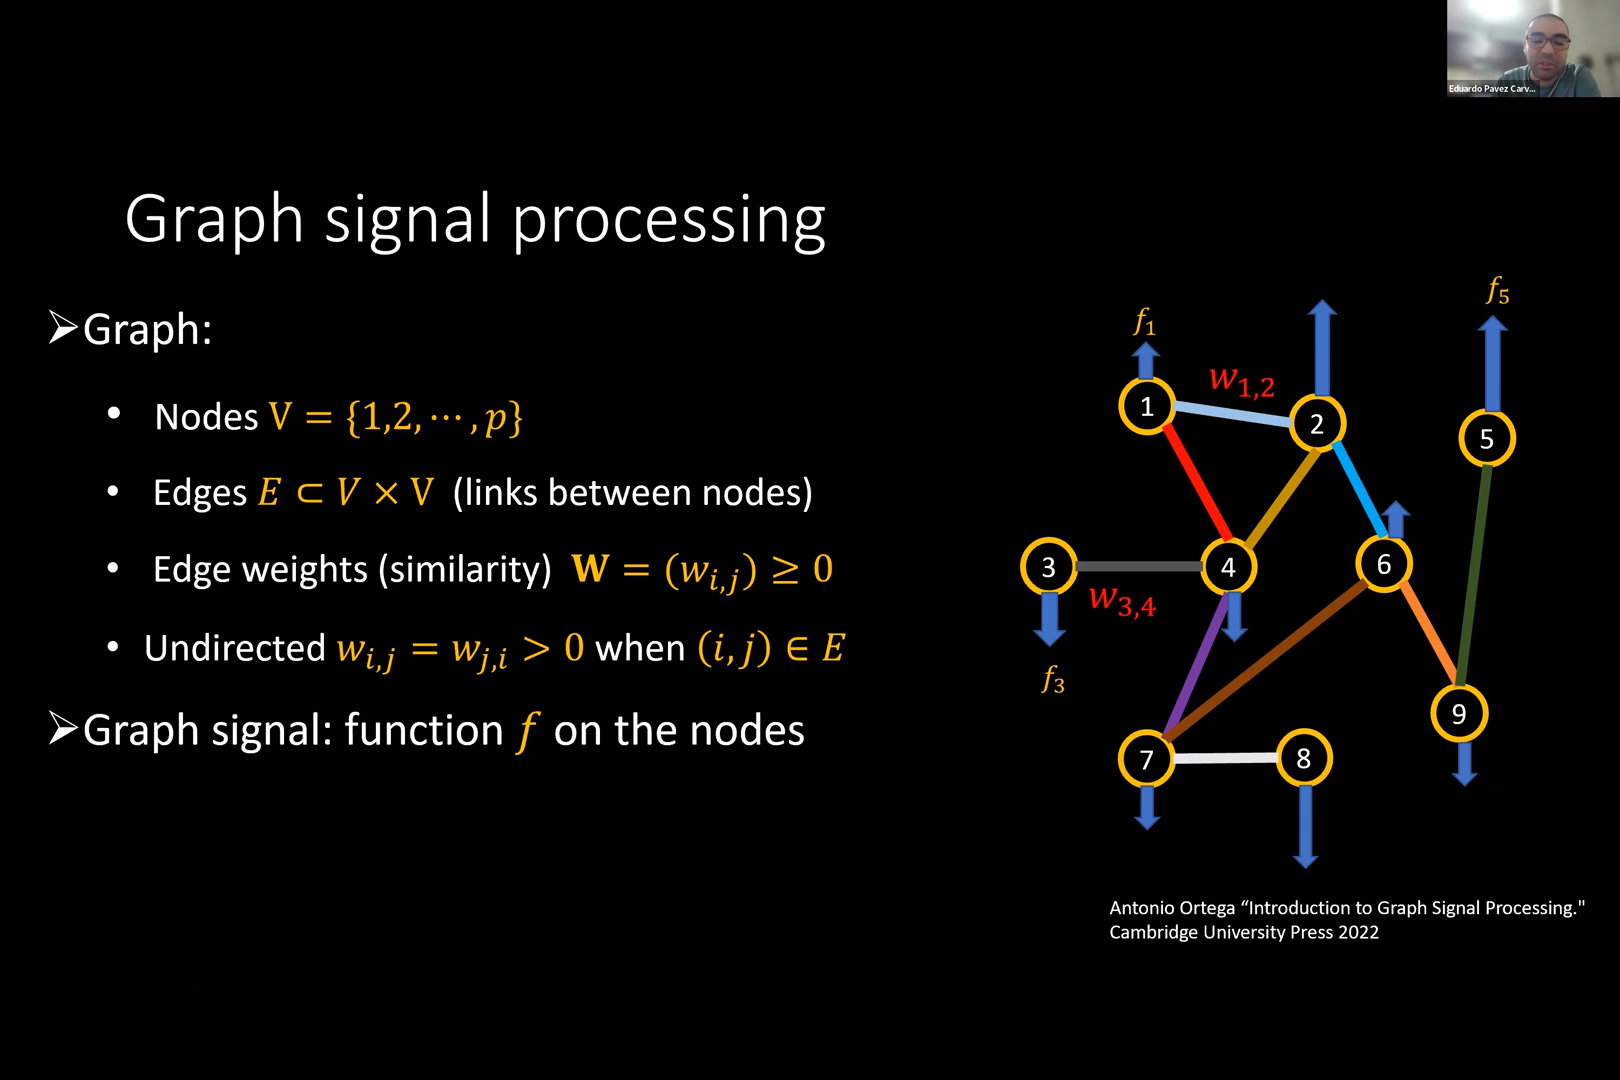 Eduardo Pavez Carv...
Graph signal processing
➢Graph:
• Nodes V = {1,2, ⋯ , p}
• Edges E ⊂ V × V (links between nodes)
• Edge weights (similarity) W = (w_{i,j}) ≥ 0
• Undirected w_{i,j} = w_{j,i} > 0 when (i, j) ∈ E
➢Graph signal: function f on the nodes
f_5
f_1
w_{1,2}
1
2
5
3
4
6
w_{3,4}
f_3
9
7
8
Antonio Ortega “Introduction to Graph Signal Processing."
Cambridge University Press 2022